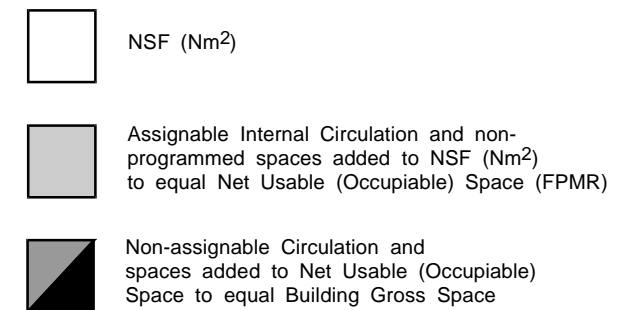 NSF (Nm²)
Assignable Internal Circulation and non-
programmed spaces added to NSF (Nm²)
to equal Net Usable (Occupiable) Space (FPMR)
Non-assignable Circulation and
spaces added to Net Usable (Occupiable)
Space to equal Building Gross Space